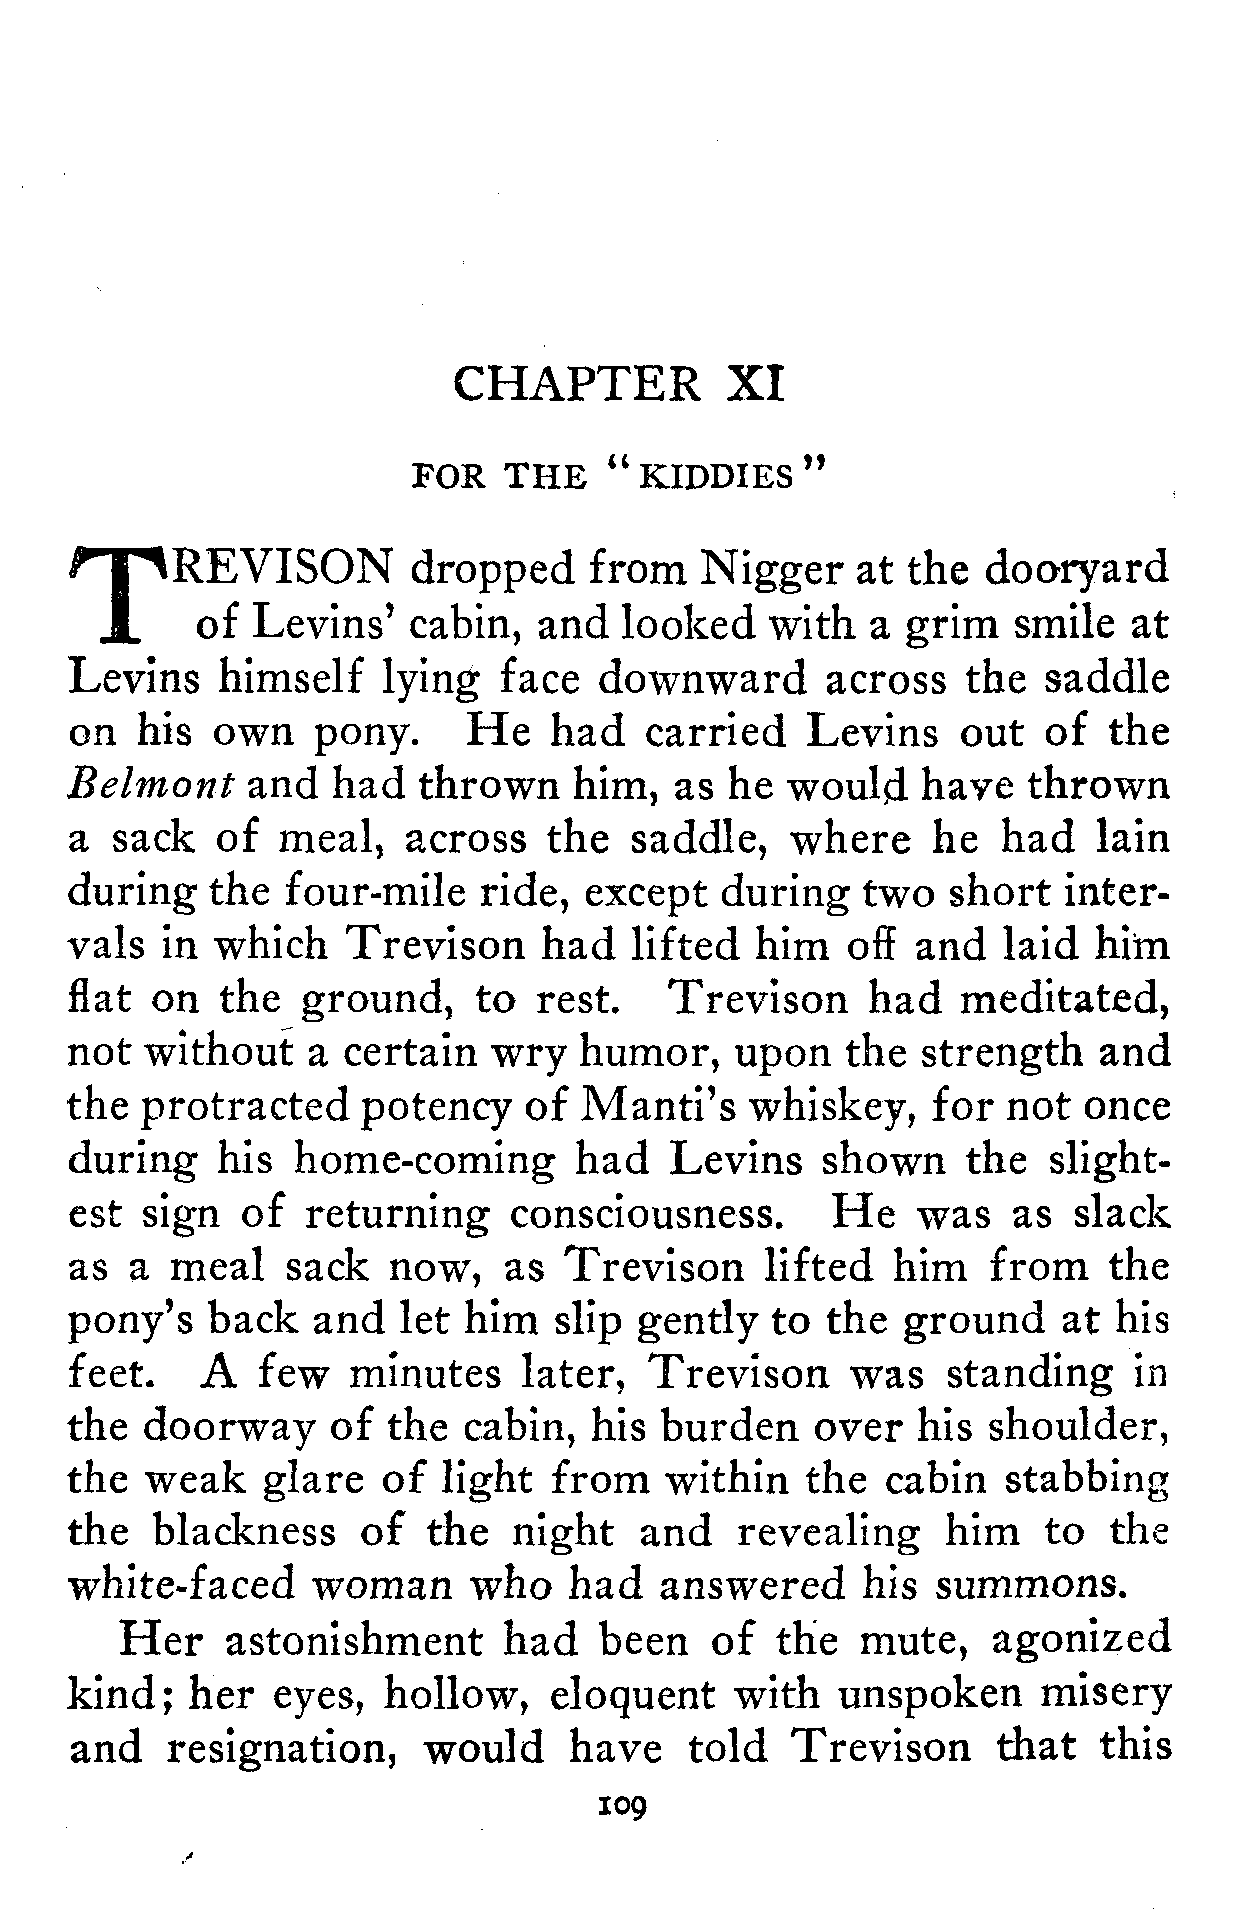 CHAPTER XI
FOR THE "KIDDIES"
TREVISON dropped from Nigger at the dooryard
of Levins' cabin, and looked with a grim smile at
Levins himself lying face downward across the saddle
on his own pony. He had carried Levins out of the
Belmont and had thrown him, as he would have thrown
a sack of meal, across the saddle, where he had lain
during the four-mile ride, except during two short inter-
vals in which Trevison had lifted him off and laid him
flat on the ground, to rest. Trevison had meditated,
not without a certain wry humor, upon the strength and
the protracted potency of Manti's whiskey, for not once
during his home-coming had Levins shown the slight-
est sign of returning consciousness. He was as slack
as a meal sack now, as Trevison lifted him from the
pony's back and let him slip gently to the ground at his
feet. A few minutes later, Trevison was standing in
the doorway of the cabin, his burden over his shoulder,
the weak glare of light from within the cabin stabbing
the blackness of the night and revealing him to the
white-faced woman who had answered his summons.
Her astonishment had been of the mute, agonized
kind; her eyes, hollow, eloquent with unspoken misery
and resignation, would have told Trevison that this
109